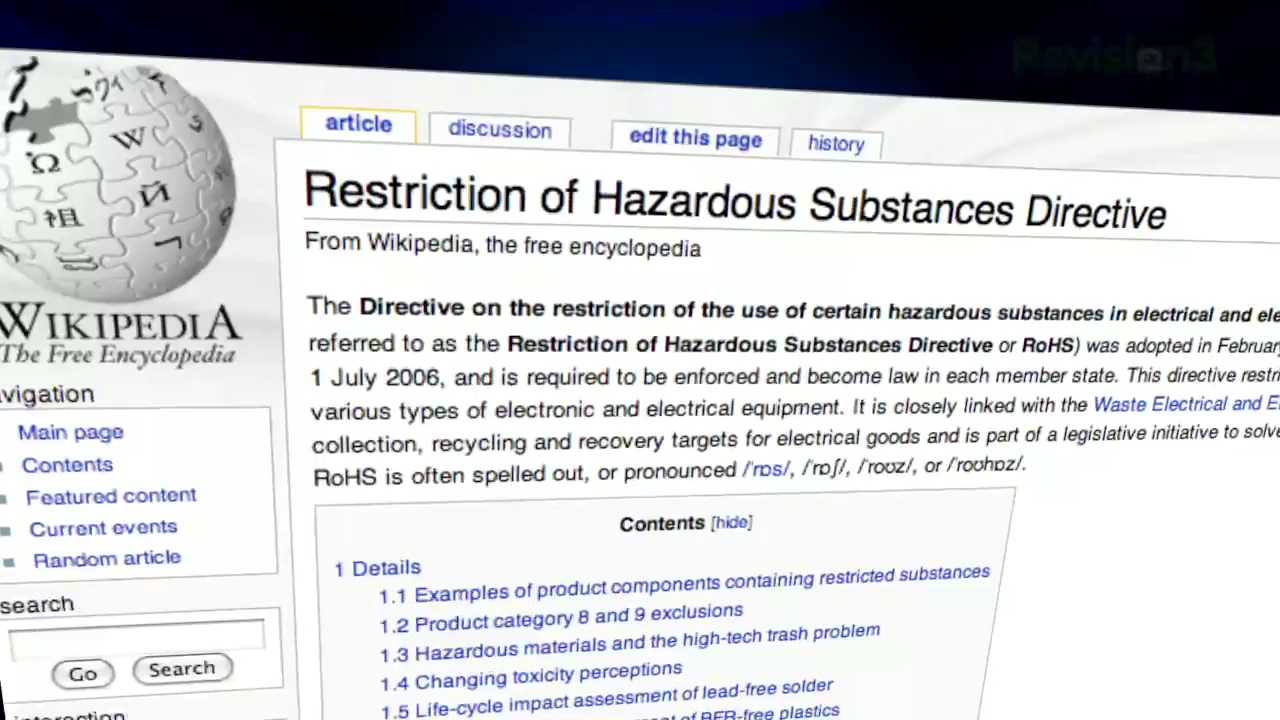 Revision3
article
discussion
edit this page
history
Restriction of Hazardous Substances Directive
From Wikipedia, the free encyclopedia
WIKIPEDIA
The Free Encyclopedia
The Directive on the restriction of the use of certain hazardous substances in electrical and ele
referred to as the Restriction of Hazardous Substances Directive or RoHS) was adopted in February
1 July 2006, and is required to be enforced and become law in each member state. This directive restri
various types of electronic and electrical equipment. It is closely linked with the Waste Electrical and E
collection, recycling and recovery targets for electrical goods and is part of a legislative initiative to solve
RoHS is often spelled out, or pronounced /ˈrɒs/, /ˈrɒʃ/, /ˈroʊz/, or /ˈroʊhɒz/.
vigation
Main page
Contents
Featured content
Current events
Random article
search
Go
Search
interaction
Contents [hide]
1 Details
1.1 Examples of product components containing restricted substances
1.2 Product category 8 and 9 exclusions
1.3 Hazardous materials and the high-tech trash problem
1.4 Changing toxicity perceptions
1.5 Life-cycle impact assessment of lead-free solder
of BFR-free plastics